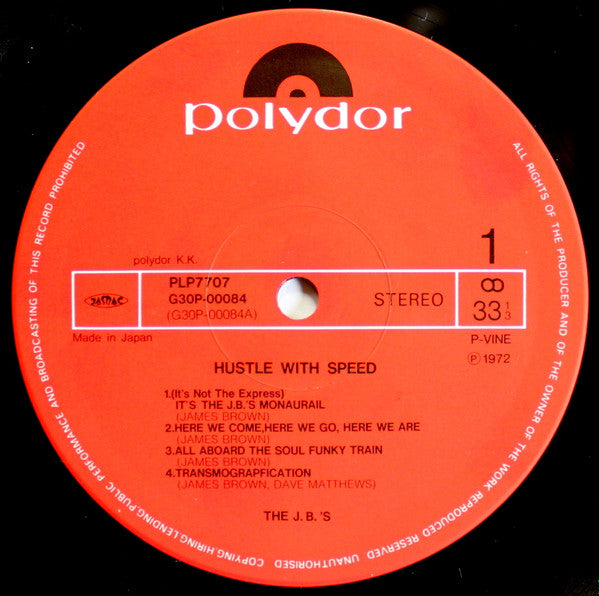 polydor
ALL RIGHTS OF THE PRODUCER AND OF THE OWNER OF THE WORK REPRODUCED RESERVED UNAUTHORISED COPYING·HIRING·LENDING·PUBLIC PERFORMANCE AND BROADCASTING OF THIS RECORD PROHIBITED
polydor K.K.
1
JASRAC
PLP7707
G30P-00084
(G30P-00084A)
STEREO
33 1/3
Made in Japan
P-VINE
Ⓟ 1972
HUSTLE WITH SPEED
1.(It's Not The Express)
IT'S THE J.B.'S MONAURAIL
(JAMES BROWN)
2.HERE WE COME,HERE WE GO, HERE WE ARE
(JAMES BROWN)
3.ALL ABOARD THE SOUL FUNKY TRAIN
(JAMES BROWN)
4.TRANSMOGRAPFICATION
(JAMES BROWN, DAVE MATTHEWS)
THE J.B.'S